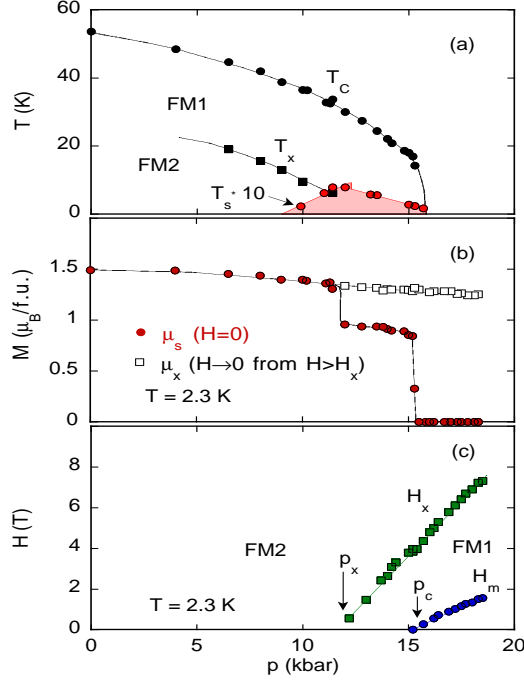 60
40
20
0
T (K)
(a)
T_C
FM1
T_x
FM2
T_s * 10
1.5
1
0.5
0
M (μ_B/f.u.)
(b)
μ_s (H=0)
μ_x (H→0 from H>H_x)
T = 2.3 K
8
6
4
2
0
H (T)
(c)
H_x
FM2
FM1
p_x
p_c
H_m
T = 2.3 K
0 5 10 15 20
p (kbar)